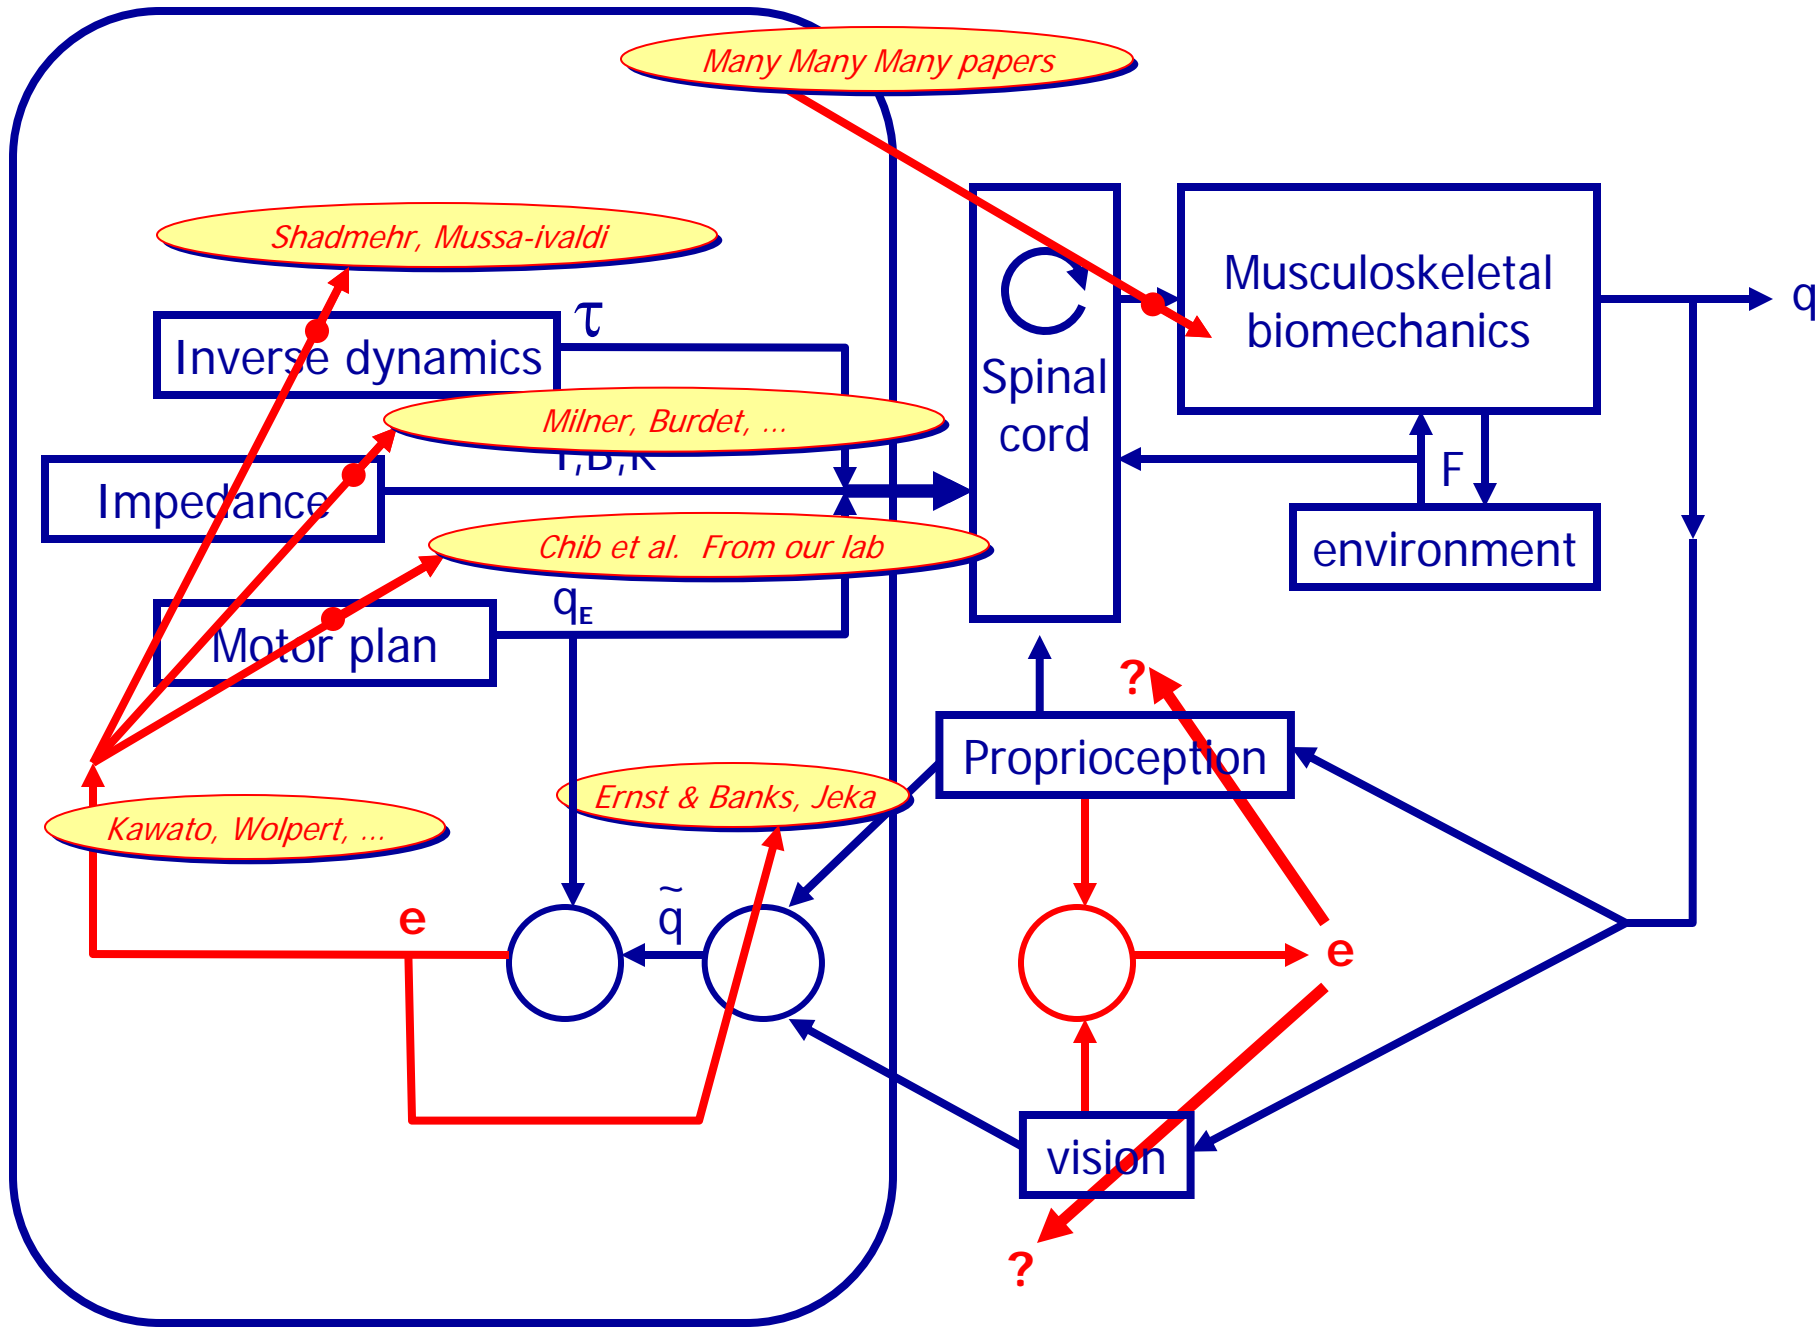 Many Many Many papers
Shadmehr, Mussa-ivaldi
Musculoskeletal
biomechanics
q
τ
Inverse dynamics
Spinal
cord
Milner, Burdet, ...
F
Impedance
Chib et al. From our lab
environment
qE
Motor plan
?
Proprioception
Ernst & Banks, Jeka
Kawato, Wolpert, ...
e
q̃
e
vision
?